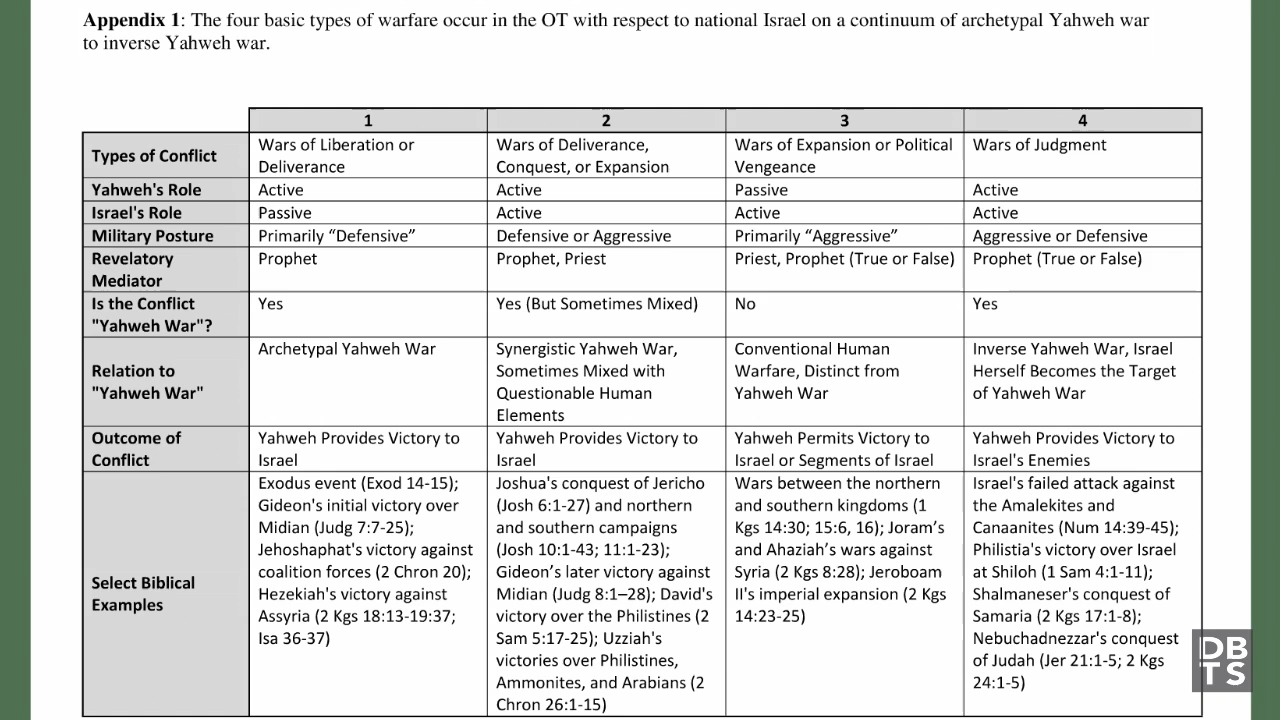 Appendix 1: The four basic types of warfare occur in the OT with respect to national Israel on a continuum of archetypal Yahweh war
to inverse Yahweh war.
1
2
3
4
Types of Conflict
Wars of Liberation or
Deliverance
Wars of Deliverance,
Conquest, or Expansion
Wars of Expansion or Political
Vengeance
Wars of Judgment
Yahweh's Role
Active
Active
Passive
Active
Israel's Role
Passive
Active
Active
Active
Military Posture
Primarily “Defensive”
Defensive or Aggressive
Primarily “Aggressive”
Aggressive or Defensive
Revelatory
Mediator
Prophet
Prophet, Priest
Priest, Prophet (True or False)
Prophet (True or False)
Is the Conflict
"Yahweh War"?
Yes
Yes (But Sometimes Mixed)
No
Yes
Relation to
"Yahweh War"
Archetypal Yahweh War
Synergistic Yahweh War,
Sometimes Mixed with
Questionable Human
Elements
Conventional Human
Warfare, Distinct from
Yahweh War
Inverse Yahweh War, Israel
Herself Becomes the Target
of Yahweh War
Outcome of
Conflict
Yahweh Provides Victory to
Israel
Yahweh Provides Victory to
Israel
Yahweh Permits Victory to
Israel or Segments of Israel
Yahweh Provides Victory to
Israel's Enemies
Select Biblical
Examples
Exodus event (Exod 14-15);
Gideon's initial victory over
Midian (Judg 7:7-25);
Jehoshaphat's victory against
coalition forces (2 Chron 20);
Hezekiah's victory against
Assyria (2 Kgs 18:13-19:37;
Isa 36-37)
Joshua's conquest of Jericho
(Josh 6:1-27) and northern
and southern campaigns
(Josh 10:1-43; 11:1-23);
Gideon’s later victory against
Midian (Judg 8:1–28); David's
victory over the Philistines (2
Sam 5:17-25); Uzziah's
victories over Philistines,
Ammonites, and Arabians (2
Chron 26:1-15)
Wars between the northern
and southern kingdoms (1
Kgs 14:30; 15:6, 16); Joram’s
and Ahaziah’s wars against
Syria (2 Kgs 8:28); Jeroboam
II's imperial expansion (2 Kgs
14:23-25)
Israel's failed attack against
the Amalekites and
Canaanites (Num 14:39-45);
Philistia's victory over Israel
at Shiloh (1 Sam 4:1-11);
Shalmaneser's conquest of
Samaria (2 Kgs 17:1-8);
Nebuchadnezzar's conquest
of Judah (Jer 21:1-5; 2 Kgs
24:1-5)
DB
TS